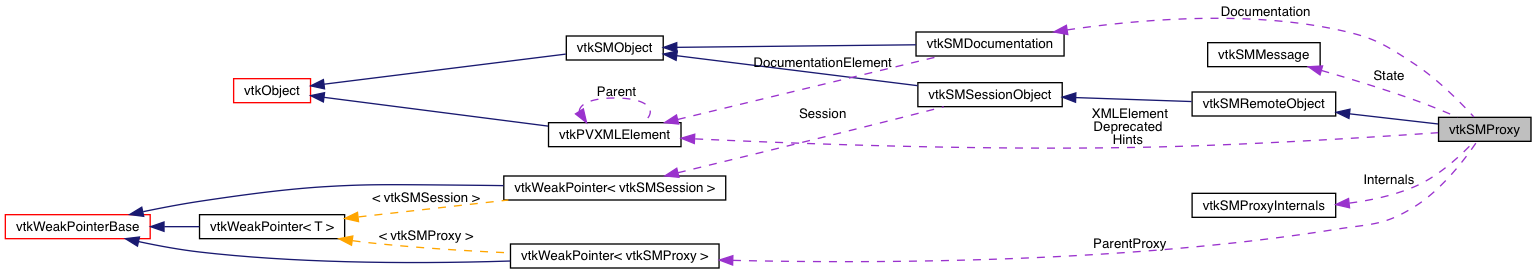 Documentation
vtkSMObject
vtkSMDocumentation
vtkSMMessage
DocumentationElement
State
vtkObject
Parent
vtkSMSessionObject
vtkSMRemoteObject
Session
XMLElement
Deprecated
Hints
vtkPVXMLElement
vtkSMProxy
Internals
vtkWeakPointer< vtkSMSession >
< vtkSMSession >
vtkSMProxyInternals
vtkWeakPointerBase
vtkWeakPointer< T >
< vtkSMProxy >
ParentProxy
vtkWeakPointer< vtkSMProxy >